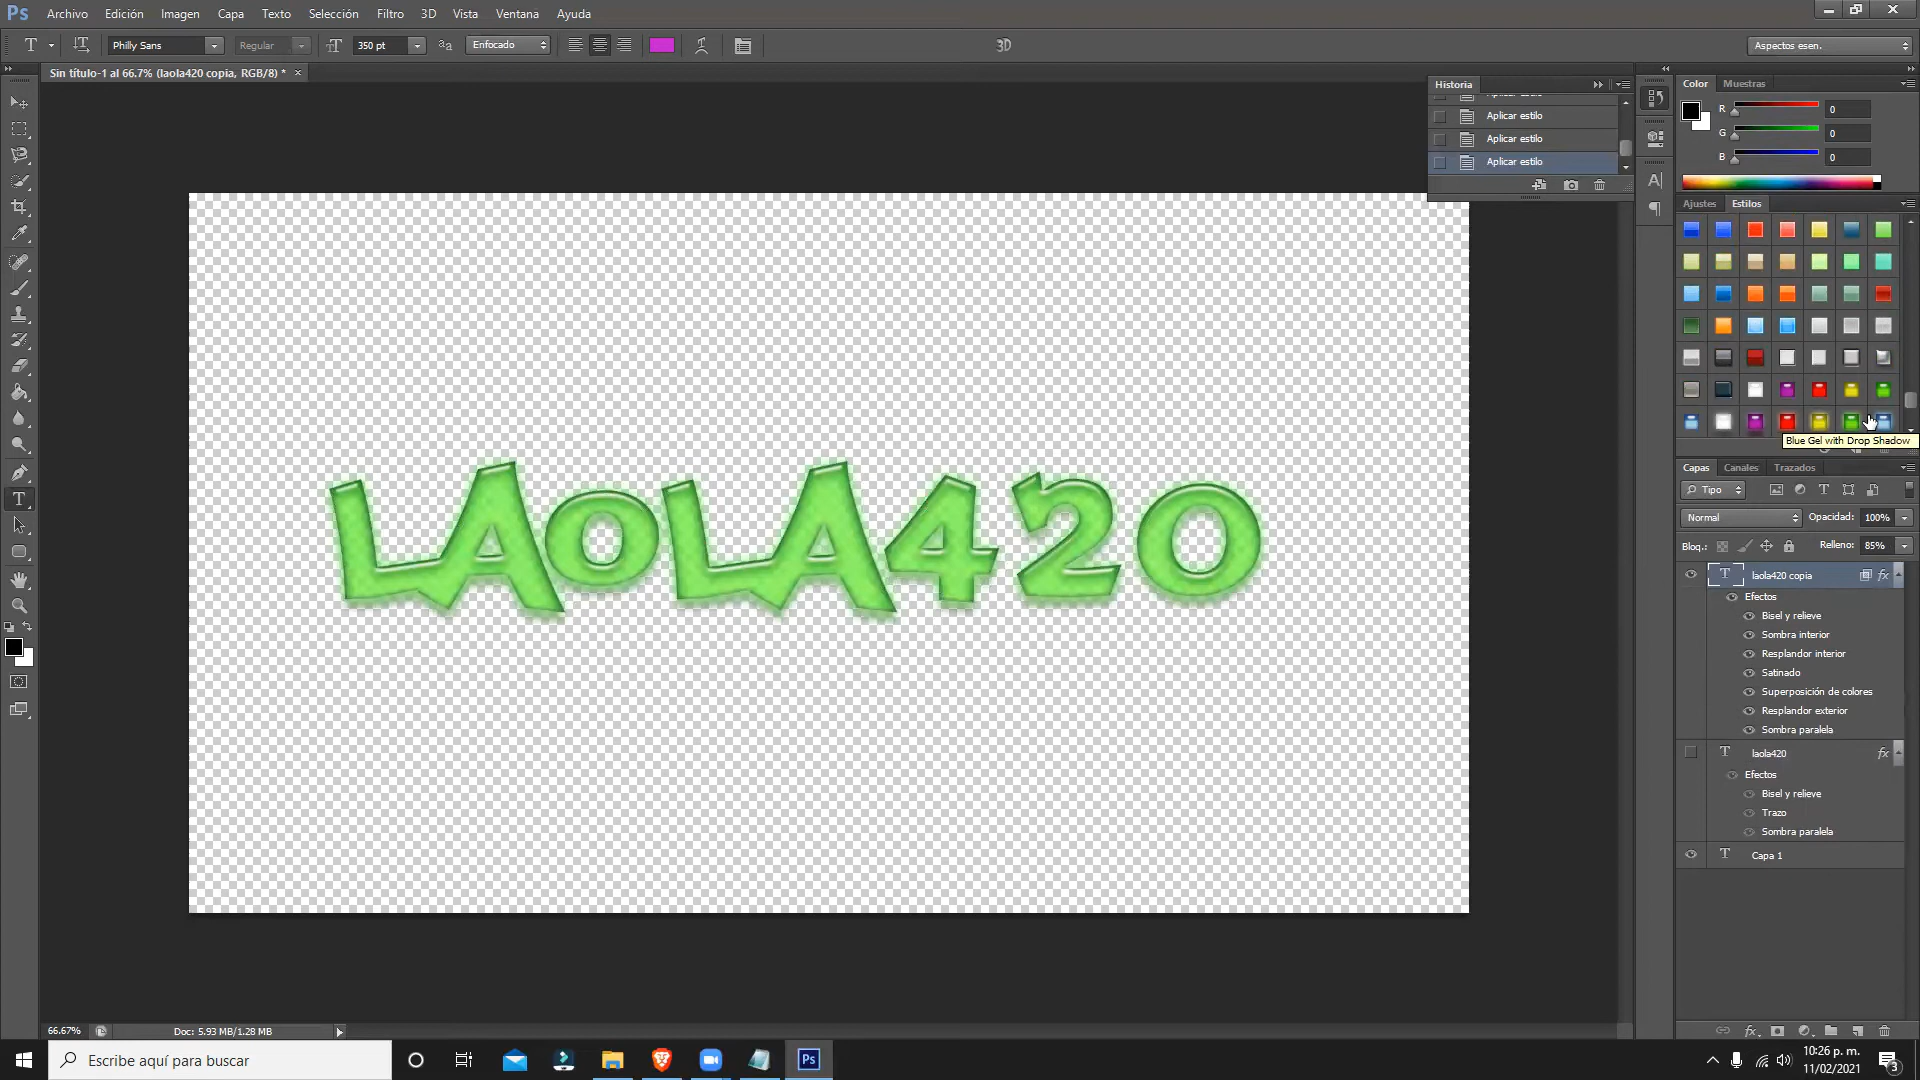 Ps Archivo Edición Imagen Capa Texto Selección Filtro 3D Vista Ventana Ayuda
T Philly Sans Regular 350 pt Enfocado 3D Aspectos esen.
Sin título-1 al 66.7% (laola420 copia, RGB/8) *
Historia
Aplicar estilo
Aplicar estilo
Aplicar estilo
Color Muestras
R 0
G 0
B 0
Ajustes Estilos
Blue Gel with Drop Shadow
LAoLA420
Capas Canales Trazados
Tipo
Normal Opacidad: 100%
Bloq.: Relleno: 85%
laola420 copia fx
Efectos
Bisel y relieve
Sombra interior
Resplandor interior
Satinado
Superposición de colores
Resplandor exterior
Sombra paralela
laola420 fx
Efectos
Bisel y relieve
Trazo
Sombra paralela
Capa 1
66.67% Doc: 5.93 MB/1.28 MB
Escribe aquí para buscar
Ps
10:26 p. m.
11/02/2021
3